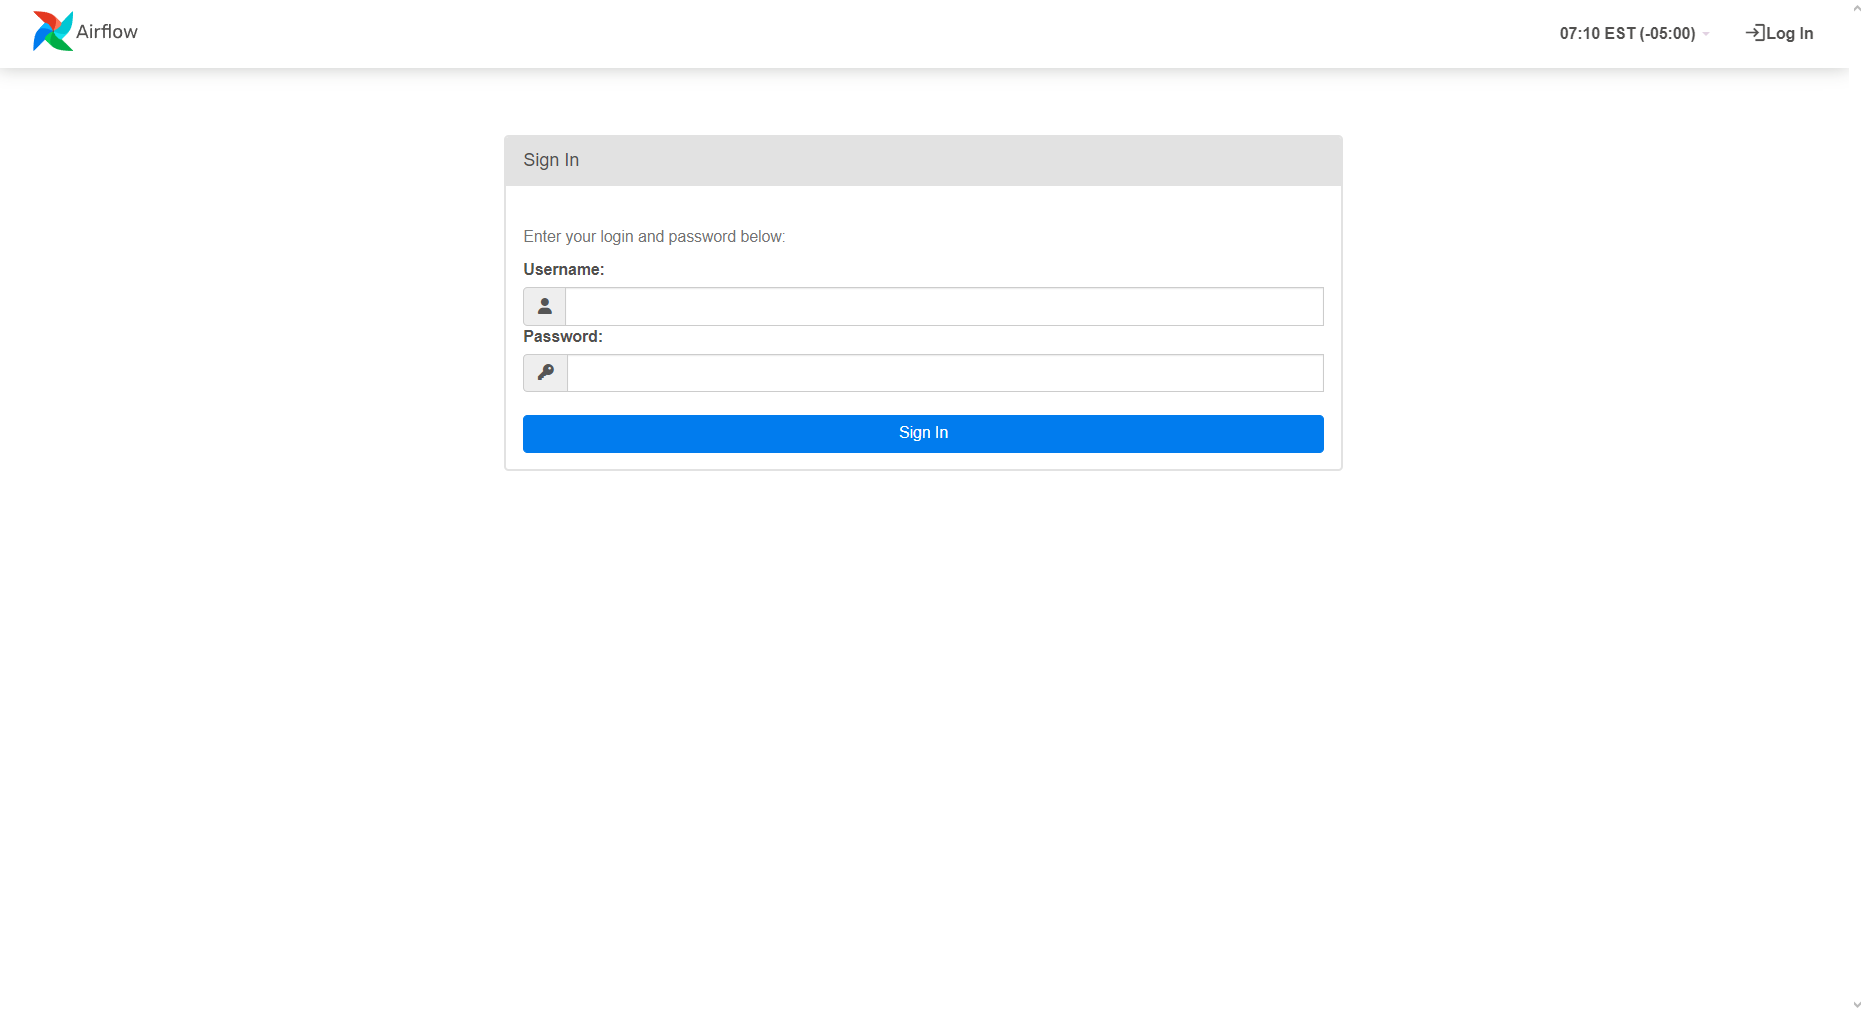 Airflow
07:10 EST (-05:00)
Log In
Sign In
Enter your login and password below:
Username:
Password:
Sign In